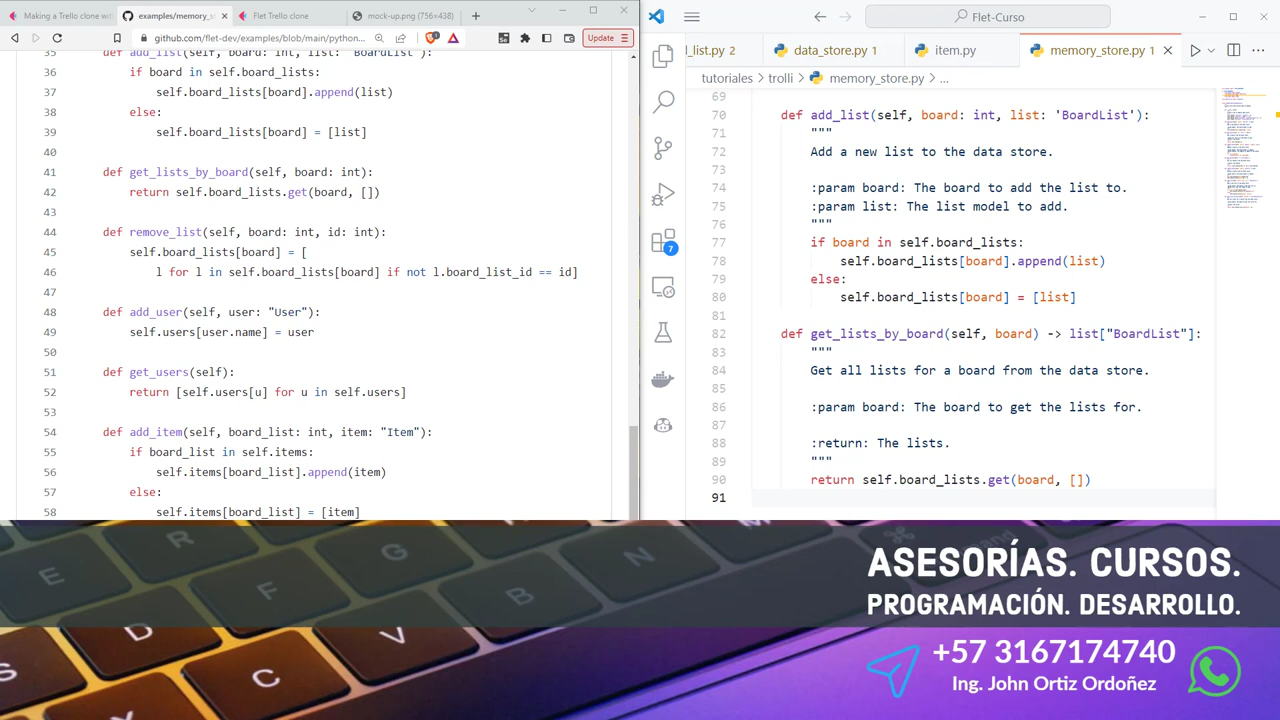 Making a Trello clone wit
examples/memory_s
Flet Trello clone
mock-up.png (756×438)
github.com/flet-dev/examples/blob/main/python...
Update
35 def add_list(self, board: int, list: "BoardList"):
36 if board in self.board_lists:
37 self.board_lists[board].append(list)
38 else:
39 self.board_lists[board] = [list]
40
41 def get_lists_by_board(self, board: int):
42 return self.board_lists.get(board, [])
43
44 def remove_list(self, board: int, id: int):
45 self.board_lists[board] = [
46 l for l in self.board_lists[board] if not l.board_list_id == id]
47
48 def add_user(self, user: "User"):
49 self.users[user.name] = user
50
51 def get_users(self):
52 return [self.users[u] for u in self.users]
53
54 def add_item(self, board_list: int, item: "Item"):
55 if board_list in self.items:
56 self.items[board_list].append(item)
57 else:
58 self.items[board_list] = [item]
Flet-Curso
_list.py 2
data_store.py 1
item.py
memory_store.py 1
tutoriales > trolli > memory_store.py > ...
69
70 def add_list(self, board: int, list: 'BoardList'):
71 """
72 Add a new list to the data store.
73
74 :param board: The board to add the list to.
75 :param list: The list model to add.
76 """
77 if board in self.board_lists:
78 self.board_lists[board].append(list)
79 else:
80 self.board_lists[board] = [list]
81
82 def get_lists_by_board(self, board) -> list["BoardList"]:
83 """
84 Get all lists for a board from the data store.
85
86 :param board: The board to get the lists for.
87
88 :return: The lists.
89 """
90 return self.board_lists.get(board, [])
91
7
ASESORÍAS. CURSOS.
PROGRAMACIÓN. DESARROLLO.
+57 3167174740
Ing. John Ortiz Ordoñez
E
R
F
G
D
C
V
B
N
M
S
X
command